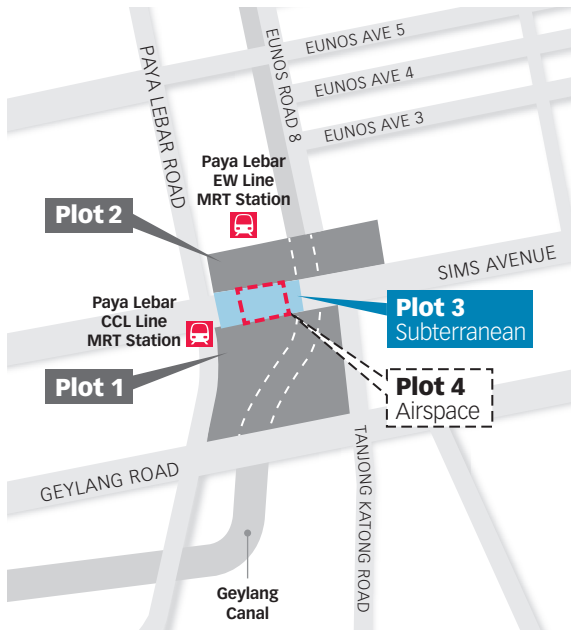 PAYA LEBAR ROAD
EUNOS ROAD 8
EUNOS AVE 5
EUNOS AVE 4
EUNOS AVE 3
Paya Lebar
EW Line
MRT Station
Plot 2
SIMS AVENUE
Paya Lebar
CCL Line
MRT Station
Plot 3
Subterranean
Plot 1
Plot 4
Airspace
GEYLANG ROAD
TANJONG KATONG ROAD
Geylang
Canal